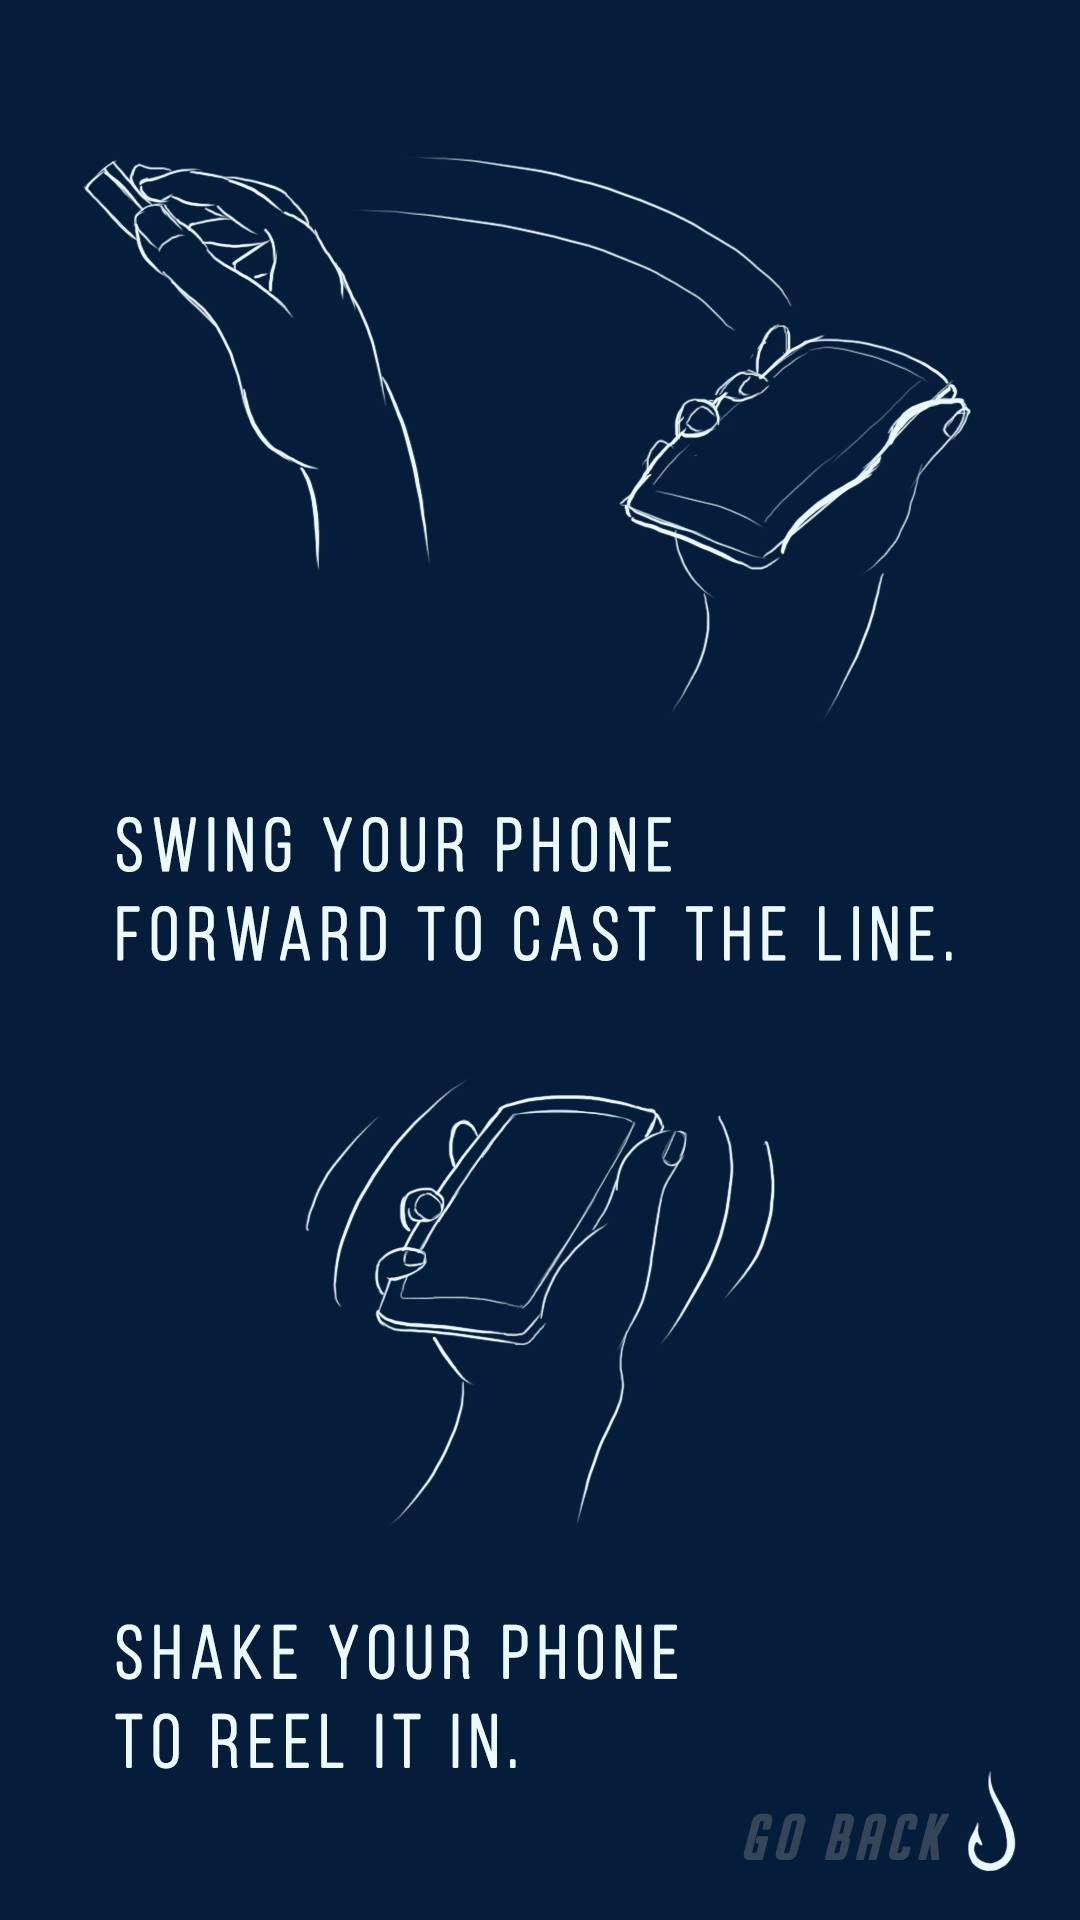 SWING YOUR PHONE
FORWARD TO CAST THE LINE.
SHAKE YOUR PHONE
TO REEL IT IN.
GO BACK